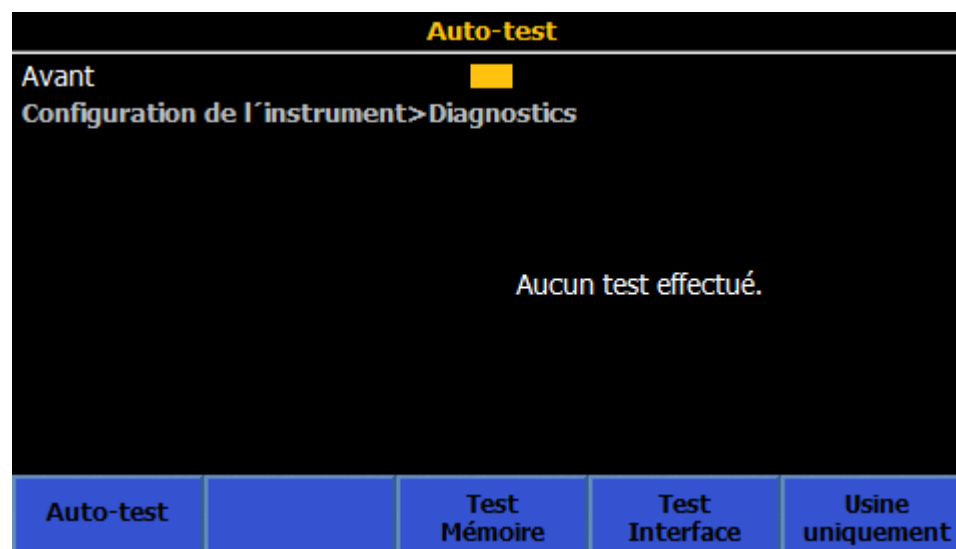 Auto-test
Avant
Configuration de l´instrument>Diagnostics
Aucun test effectué.
Auto-test
Test
Mémoire
Test
Interface
Usine
uniquement